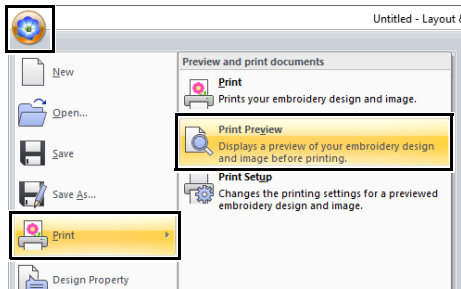 Untitled - Layout &
New
Open...
Save
Save As...
Print
Design Property
Preview and print documents
Print
Prints your embroidery design and image.
Print Preview
Displays a preview of your embroidery design
and image before printing.
Print Setup
Changes the printing settings for a previewed
embroidery design and image.